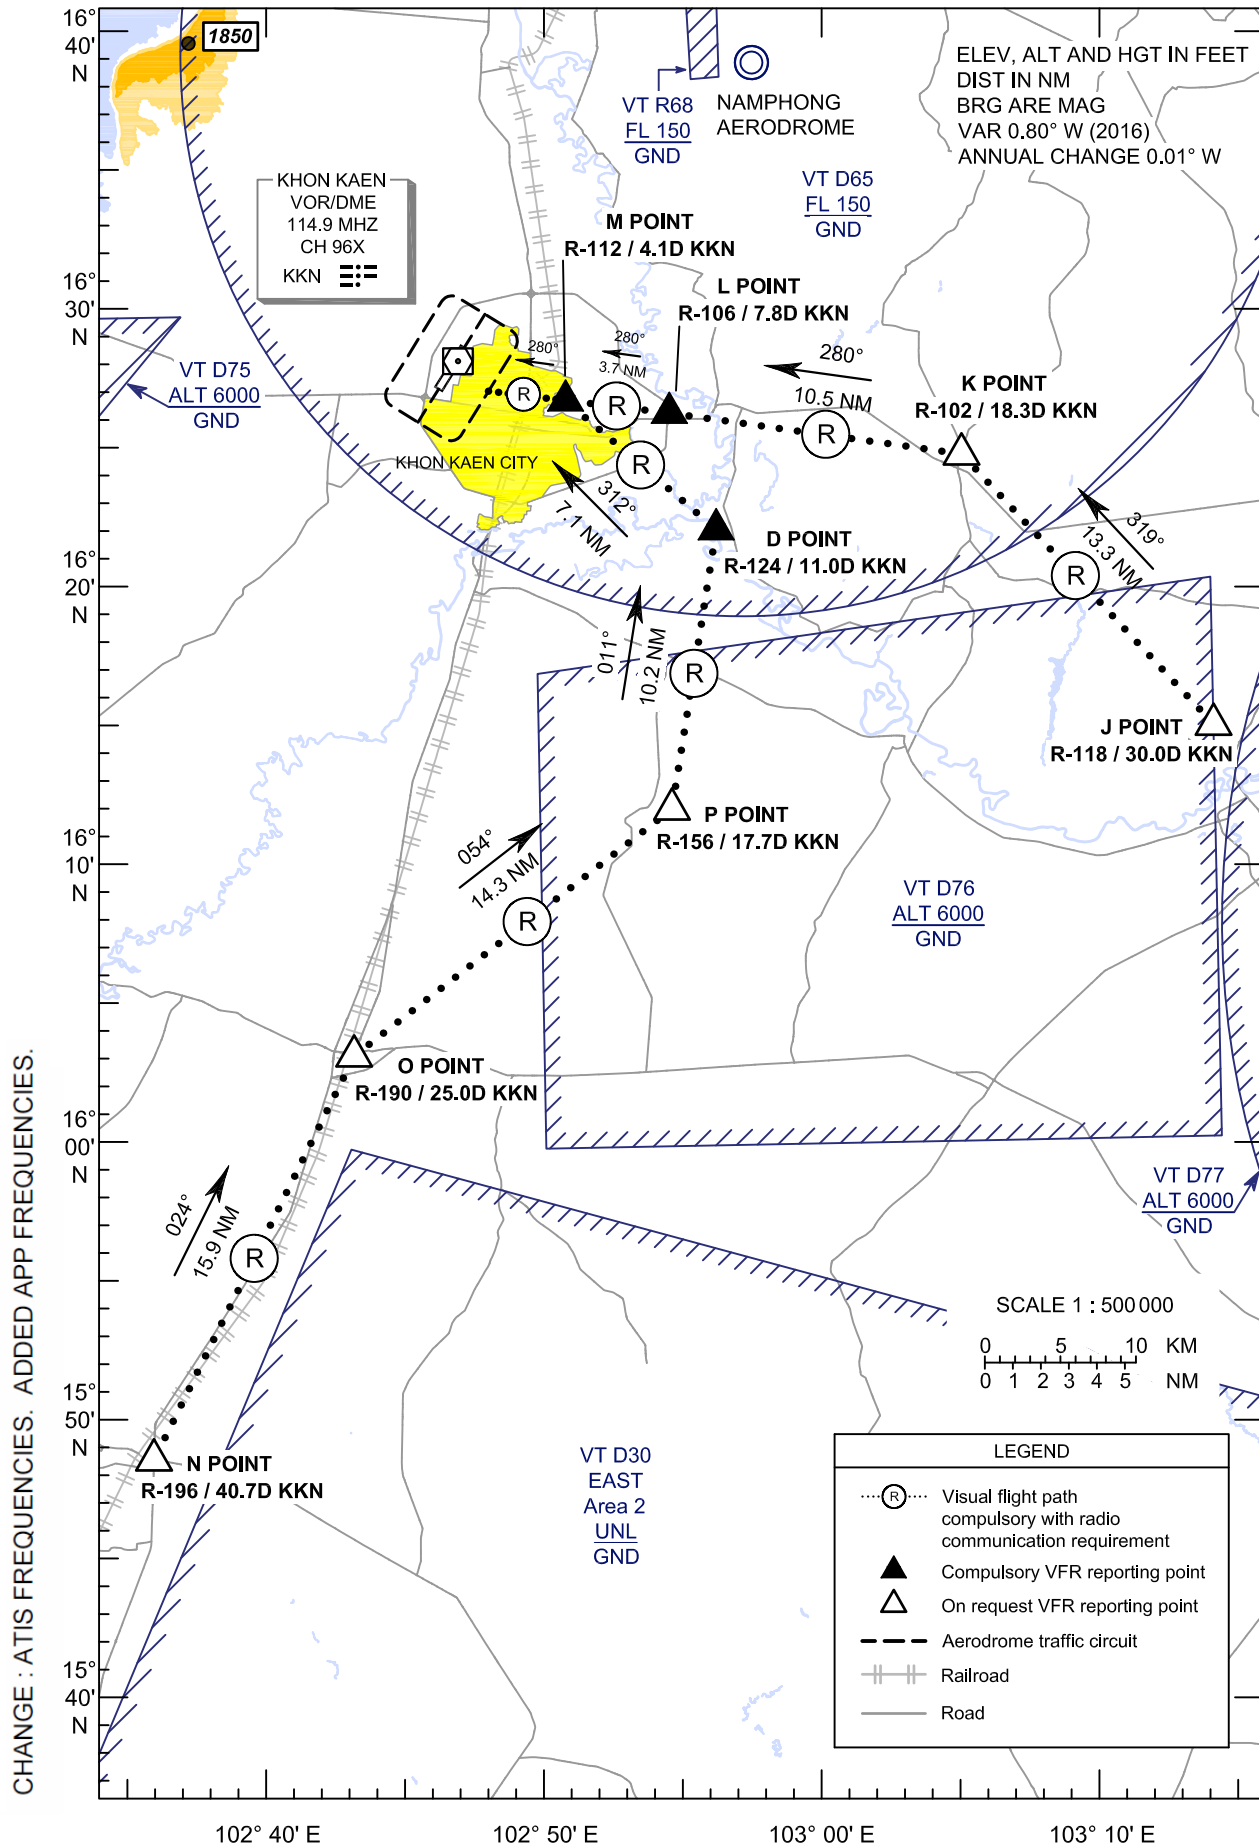 16°
40'
N
1850
ELEV, ALT AND HGT IN FEET
DIST IN NM
BRG ARE MAG
VAR 0.80° W (2016)
ANNUAL CHANGE 0.01° W
VT R68
FL 150
GND
NAMPHONG
AERODROME
KHON KAEN
VOR/DME
114.9 MHZ
CH 96X
KKN
VT D65
FL 150
GND
M POINT
R-112 / 4.1D KKN
L POINT
R-106 / 7.8D KKN
16°
30'
N
VT D75
ALT 6000
GND
280°
280°
3.7 NM
280°
10.5 NM
K POINT
R-102 / 18.3D KKN
R
R
R
R
KHON KAEN CITY
312°
7.1 NM
D POINT
R-124 / 11.0D KKN
319°
13.3 NM
R
16°
20'
N
011°
10.2 NM
R
J POINT
R-118 / 30.0D KKN
P POINT
R-156 / 17.7D KKN
16°
10'
N
054°
14.3 NM
R
VT D76
ALT 6000
GND
O POINT
R-190 / 25.0D KKN
16°
00'
N
VT D77
ALT 6000
GND
024°
15.9 NM
R
SCALE 1 : 500 000
0 5 10 KM
0 1 2 3 4 5 NM
15°
50'
N
N POINT
R-196 / 40.7D KKN
VT D30
EAST
Area 2
UNL
GND
LEGEND
R
Visual flight path
compulsory with radio
communication requirement
Compulsory VFR reporting point
On request VFR reporting point
Aerodrome traffic circuit
Railroad
Road
15°
40'
N
102° 40' E
102° 50' E
103° 00' E
103° 10' E
CHANGE : ATIS FREQUENCIES. ADDED APP FREQUENCIES.